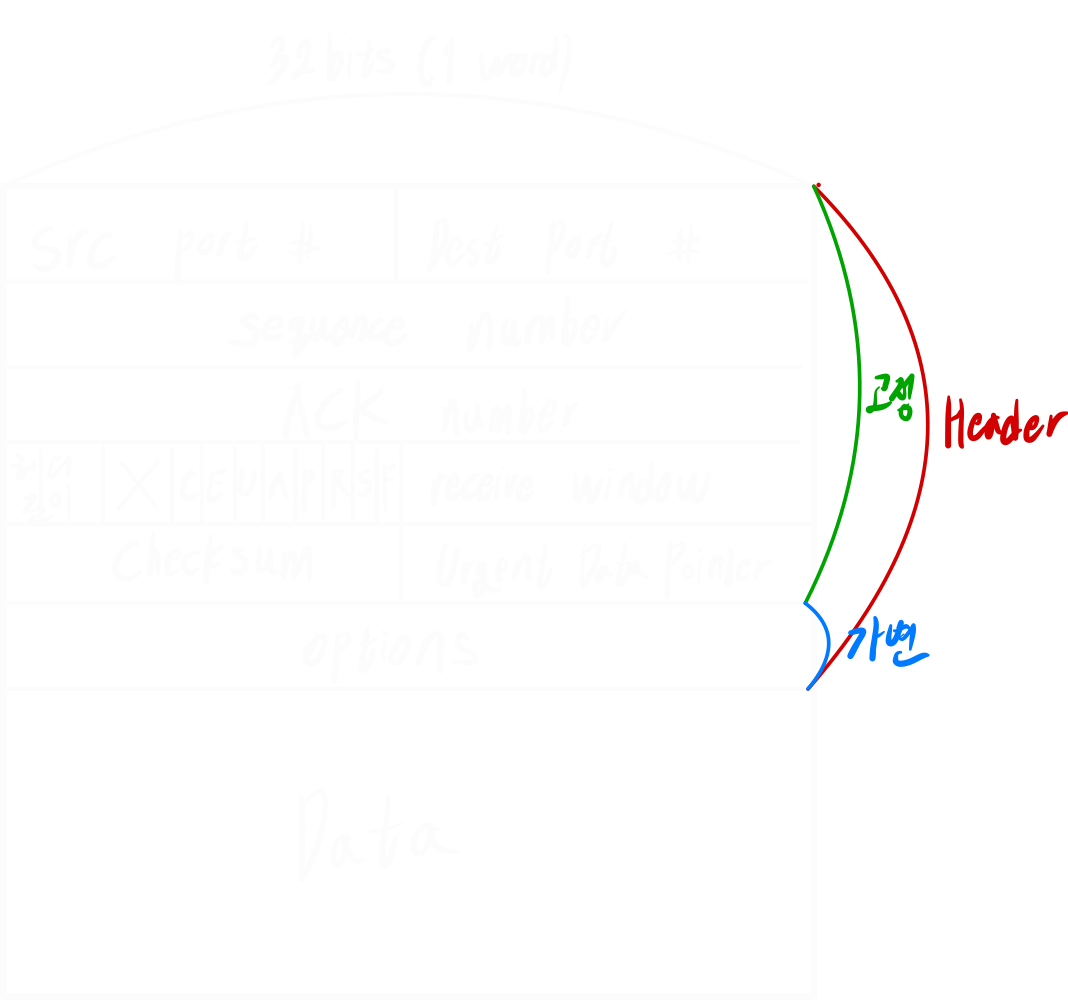 32 bits (1 word)
src port # Dest Port #
sequence number
ACK number
헤더 길이 X C E U A P R S F receive window
Checksum Urgent Data Pointer
options
Data
고정
Header
가변